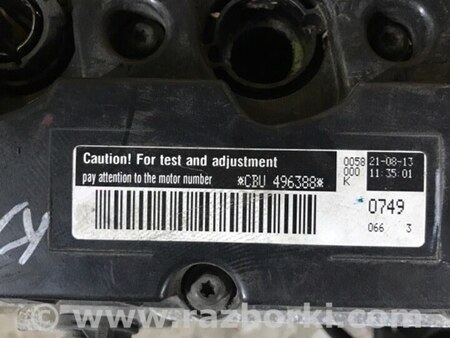 Caution! For test and adjustment
pay attention to the motor number *CBU 496388*
0058 21-08-13
000 11:35:01
K
0749
066 3
www.razborki.com